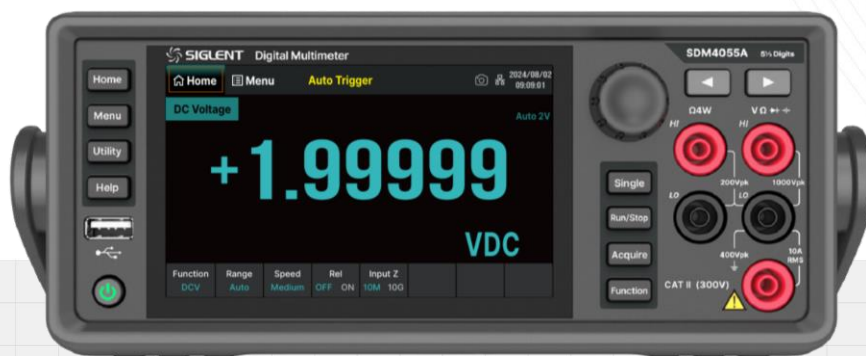 SIGLENT Digital Multimeter
SDM4055A 5½ Digits
Home
Menu
Utility
Help
Home Menu Auto Trigger 2024/08/02
09:09:01
DC Voltage
Auto 2V
+1.99999
VDC
Function Range Speed Rel Input Z
DCV Auto Medium OFF ON 10M 10G
Single
Run/Stop
Acquire
Function
Ω4W VΩ
HI HI
200Vpk 1000Vpk
LO LO
400Vpk 10A
RMS
CAT II (300V)